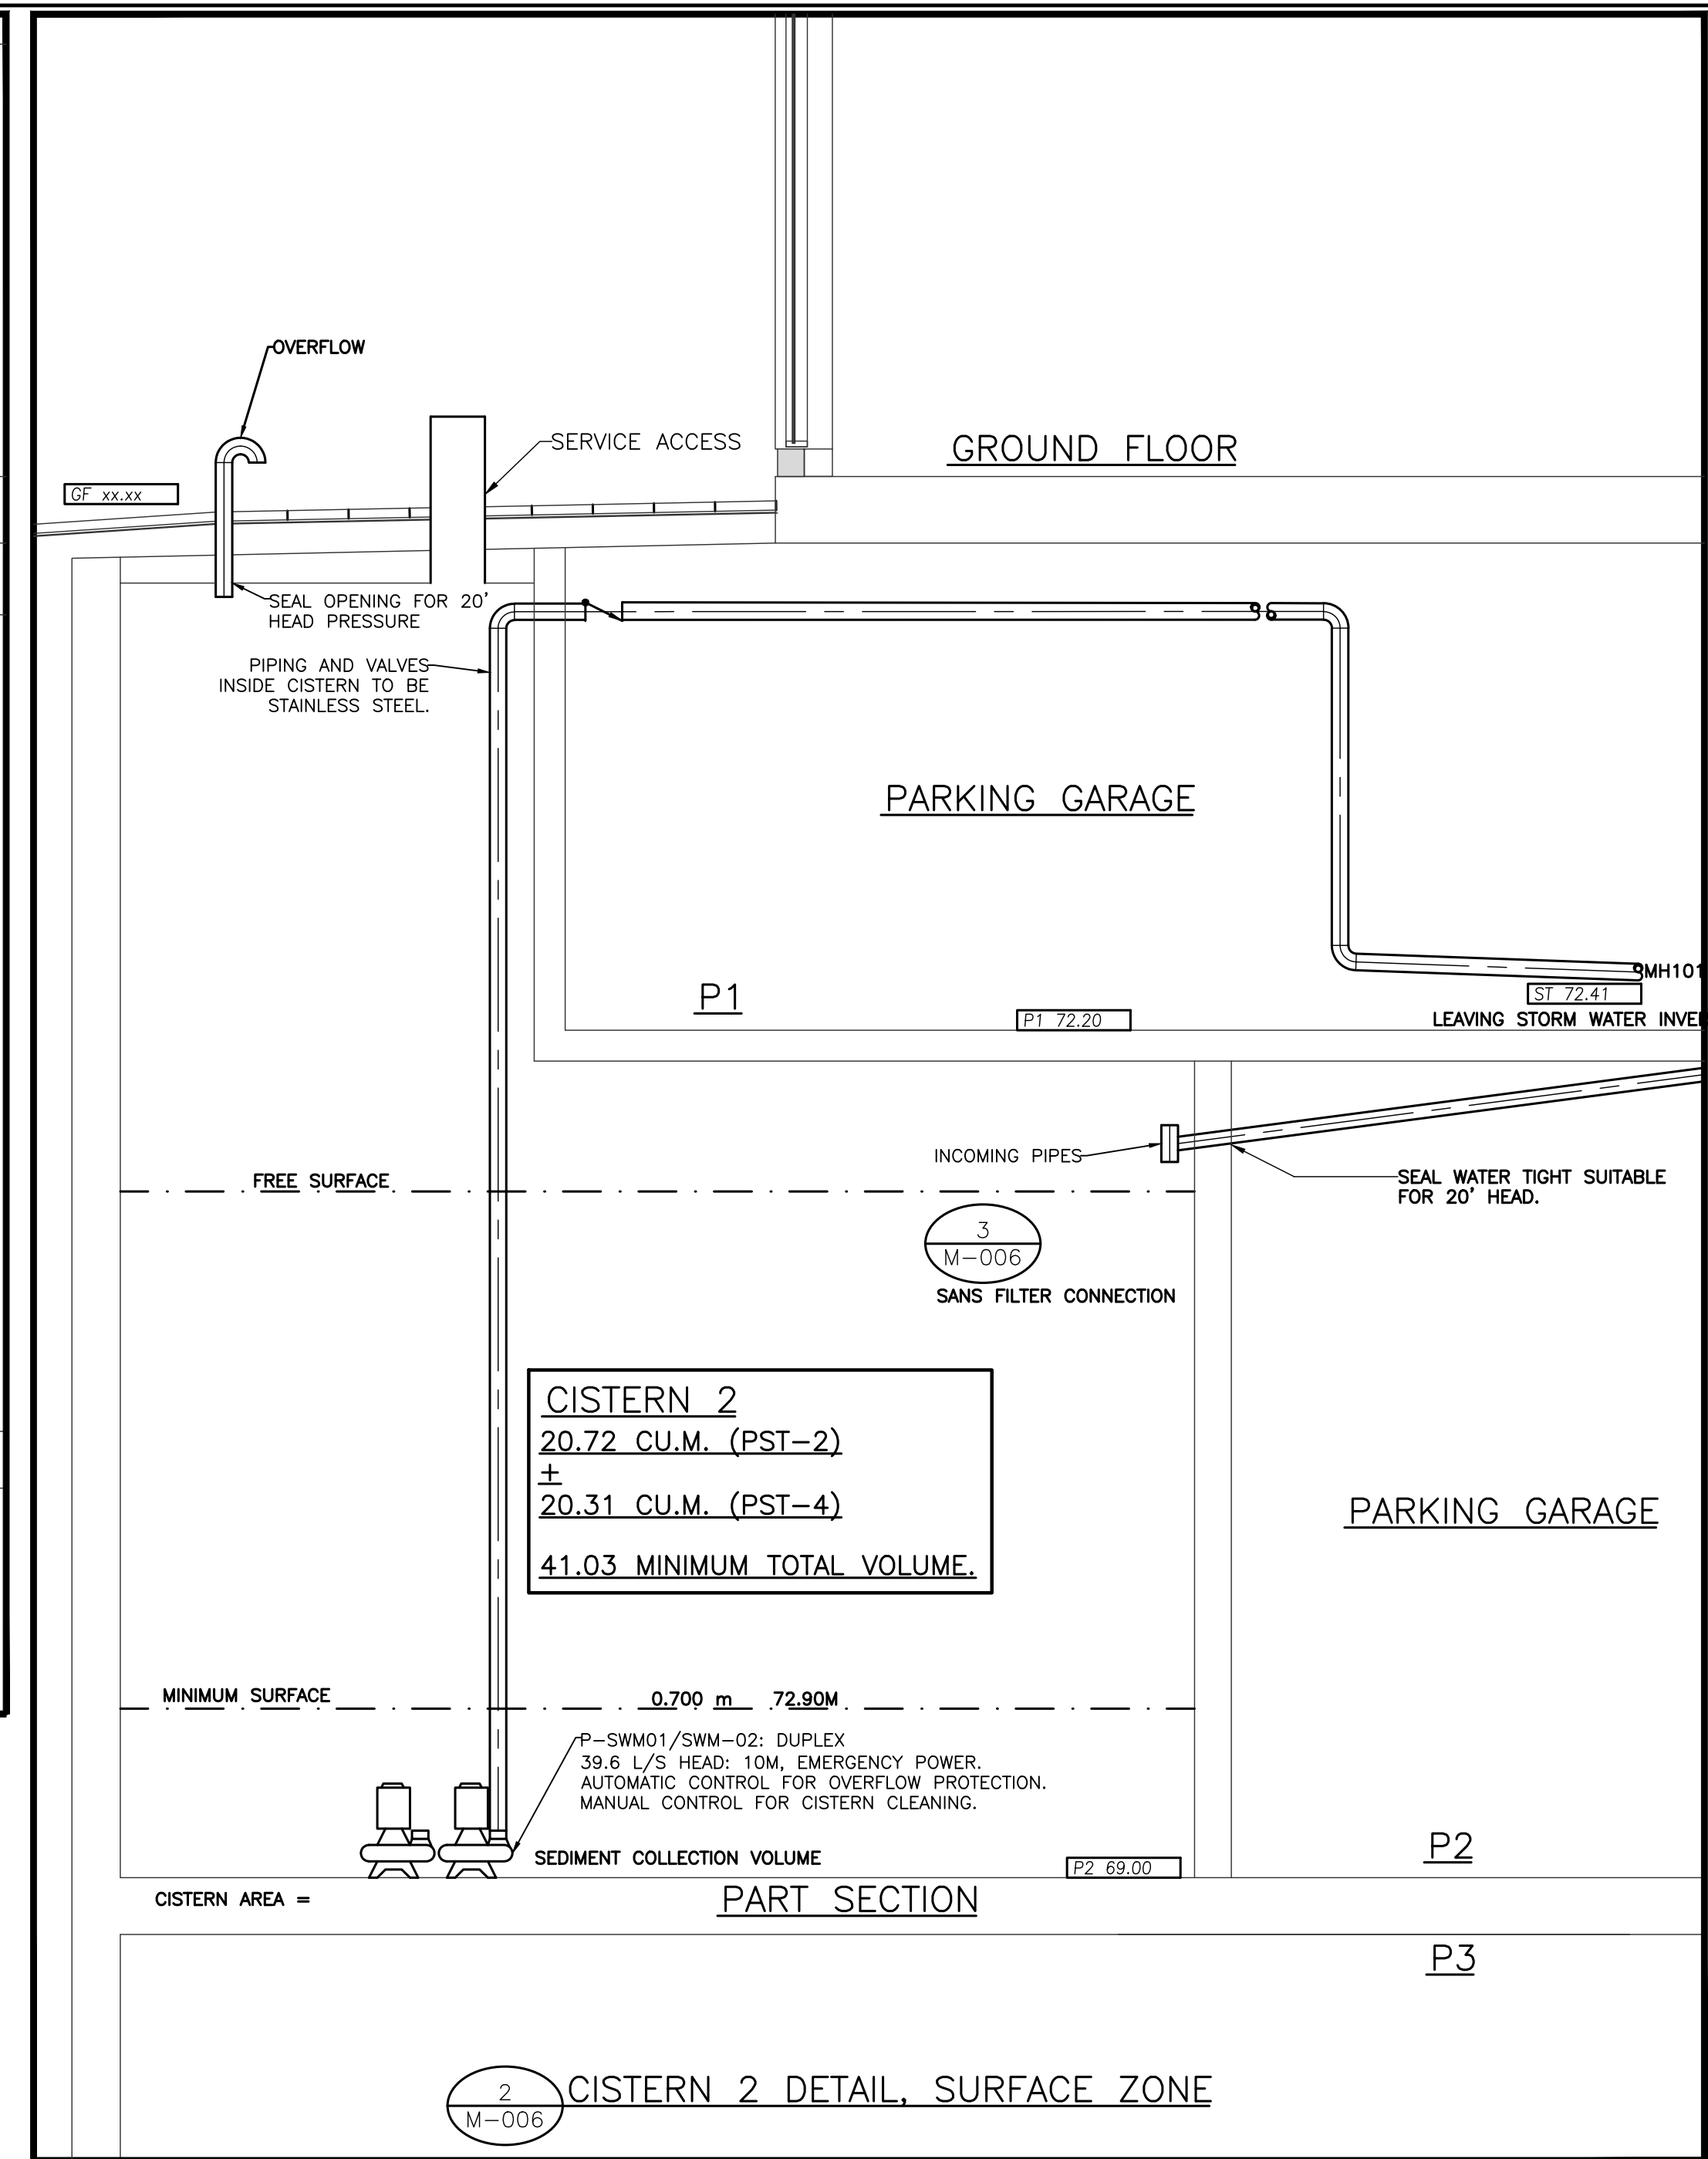 OVERFLOW
SERVICE ACCESS
GROUND FLOOR
GF xx.xx
SEAL OPENING FOR 20'
HEAD PRESSURE
PIPING AND VALVES
INSIDE CISTERN TO BE
STAINLESS STEEL.
PARKING GARAGE
P1
P1 72.20
MH101
ST 72.41
LEAVING STORM WATER
INCOMING PIPES
SEAL WATER TIGHT SUITABLE
FOR 20' HEAD.
FREE SURFACE
3
M-006
SANS FILTER CONNECTION
CISTERN 2
20.72 CU.M. (PST-2)
±
20.31 CU.M. (PST-4)
41.03 MINIMUM TOTAL VOLUME.
PARKING GARAGE
MINIMUM SURFACE
0.700 m 72.90M
P-SWM01/SWM-02: DUPLEX
39.6 L/S HEAD: 10M, EMERGENCY POWER.
AUTOMATIC CONTROL FOR OVERFLOW PROTECTION.
MANUAL CONTROL FOR CISTERN CLEANING.
SEDIMENT COLLECTION VOLUME
P2 69.00
P2
CISTERN AREA =
PART SECTION
P3
2
M-006
CISTERN 2 DETAIL, SURFACE ZONE